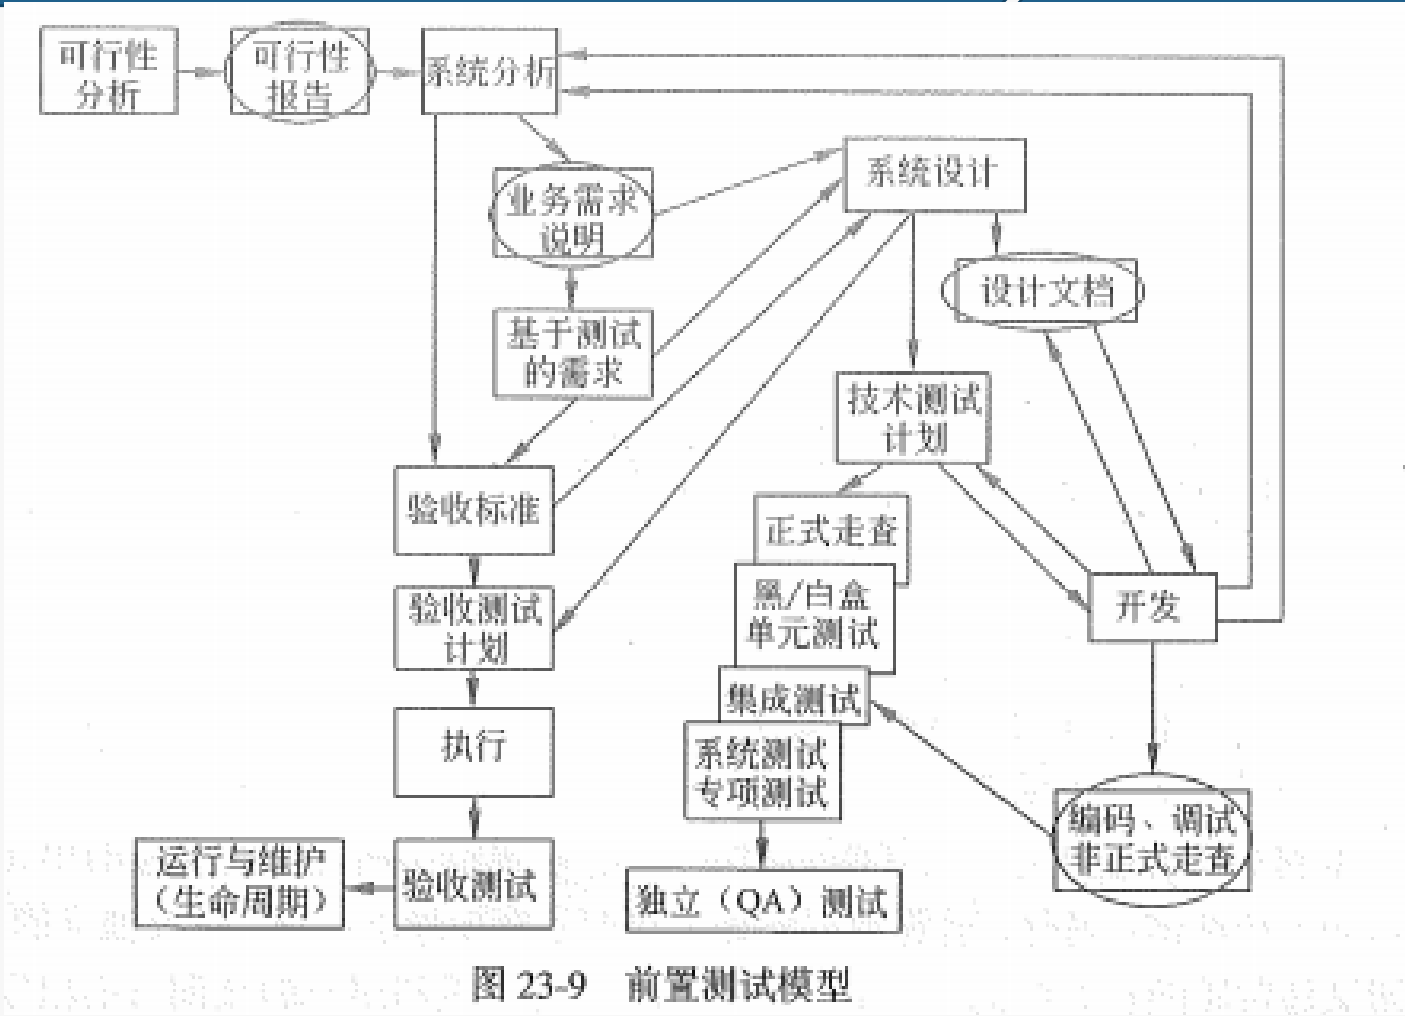 可行性
分析
可行性
报告
系统分析
业务需求
说明
系统设计
设计文档
基于测试
的需求
技术测试
计划
验收标准
正式走查
验收测试
计划
黑/白盒
单元测试
开发
集成测试
执行
系统测试
专项测试
编码、调试
非正式走查
运行与维护
（生命周期）
验收测试
独立（QA）测试
图 23-9 前置测试模型